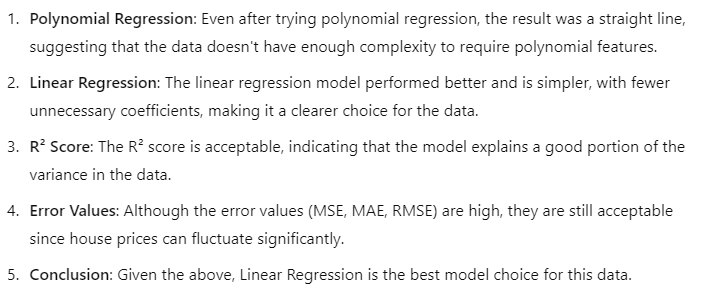 1. Polynomial Regression: Even after trying polynomial regression, the result was a straight line,
suggesting that the data doesn't have enough complexity to require polynomial features.
2. Linear Regression: The linear regression model performed better and is simpler, with fewer
unnecessary coefficients, making it a clearer choice for the data.
3. R² Score: The R² score is acceptable, indicating that the model explains a good portion of the
variance in the data.
4. Error Values: Although the error values (MSE, MAE, RMSE) are high, they are still acceptable
since house prices can fluctuate significantly.
5. Conclusion: Given the above, Linear Regression is the best model choice for this data.